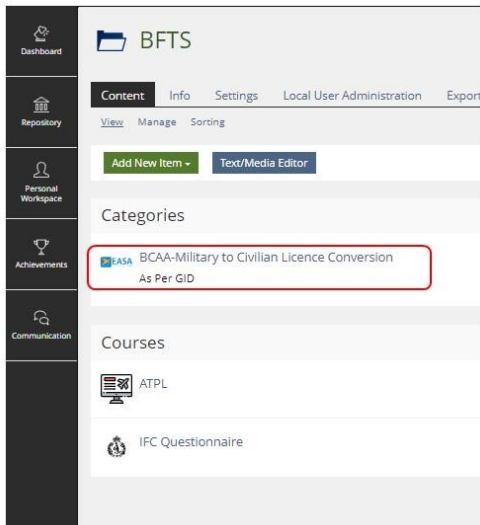 Dashboard
Repository
Personal
Workspace
Achievements
Communication
BFTS
Content Info Settings Local User Administration Export
View Manage Sorting
Add New Item Text/Media Editor
Categories
EASA BCAA-Military to Civilian Licence Conversion
As Per GID
Courses
ATPL
IFC Questionnaire